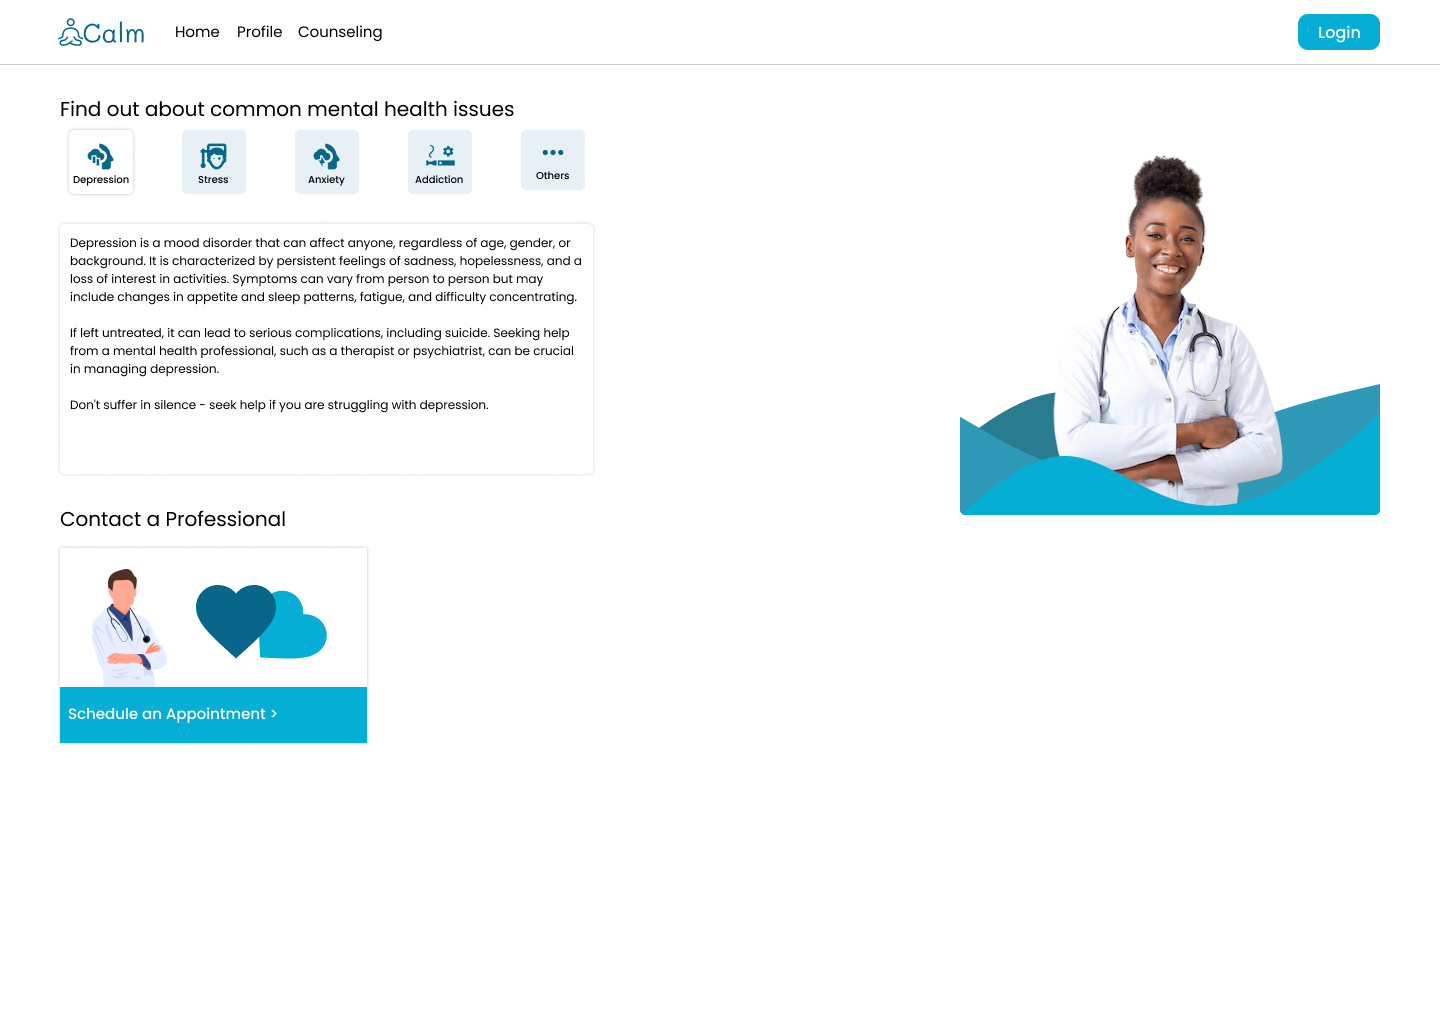 Calm
Home Profile Counseling
Login
Find out about common mental health issues
Depression
Stress
Anxiety
Addiction
Others
Depression is a mood disorder that can affect anyone, regardless of age, gender, or
background. It is characterized by persistent feelings of sadness, hopelessness, and a
loss of interest in activities. Symptoms can vary from person to person but may
include changes in appetite and sleep patterns, fatigue, and difficulty concentrating.
If left untreated, it can lead to serious complications, including suicide. Seeking help
from a mental health professional, such as a therapist or psychiatrist, can be crucial
in managing depression.
Don't suffer in silence - seek help if you are struggling with depression.
Contact a Professional
Schedule an Appointment >